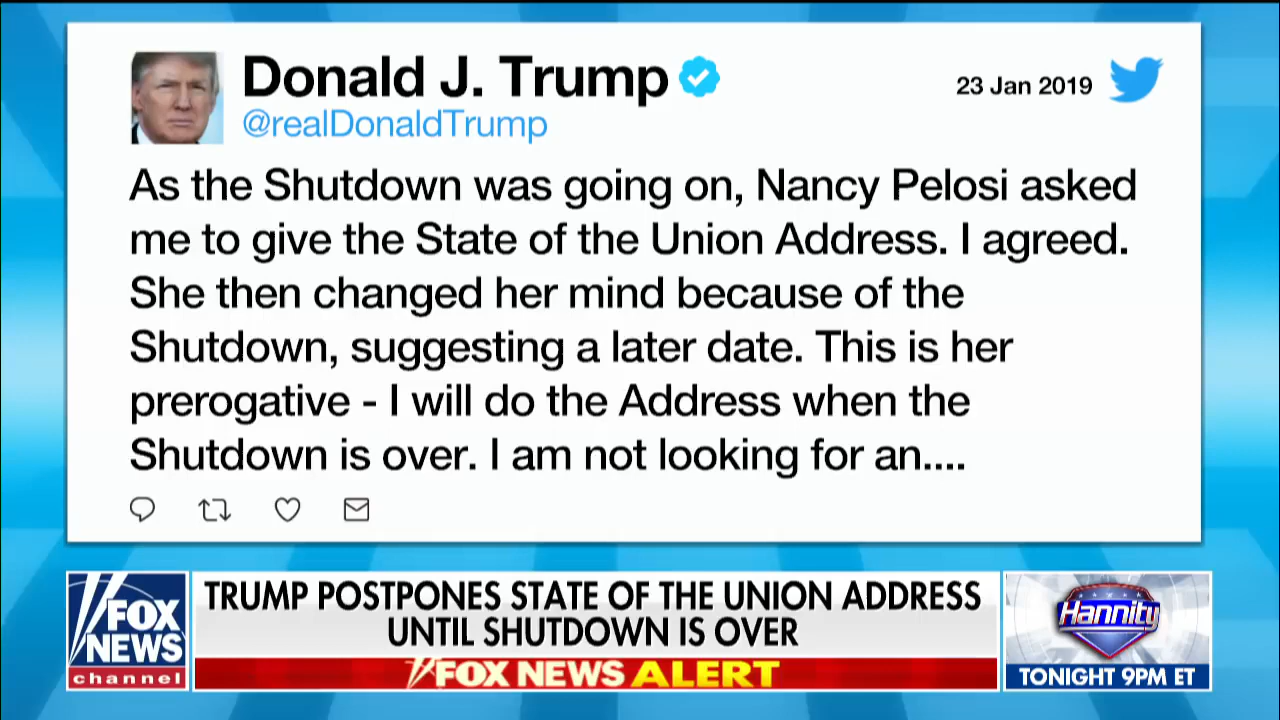 Donald J. Trump
@realDonaldTrump
23 Jan 2019
As the Shutdown was going on, Nancy Pelosi asked
me to give the State of the Union Address. I agreed.
She then changed her mind because of the
Shutdown, suggesting a later date. This is her
prerogative - I will do the Address when the
Shutdown is over. I am not looking for an....
FOX
NEWS
channel
TRUMP POSTPONES STATE OF THE UNION ADDRESS
UNTIL SHUTDOWN IS OVER
FOX NEWS ALERT
Hannity
TONIGHT 9PM ET